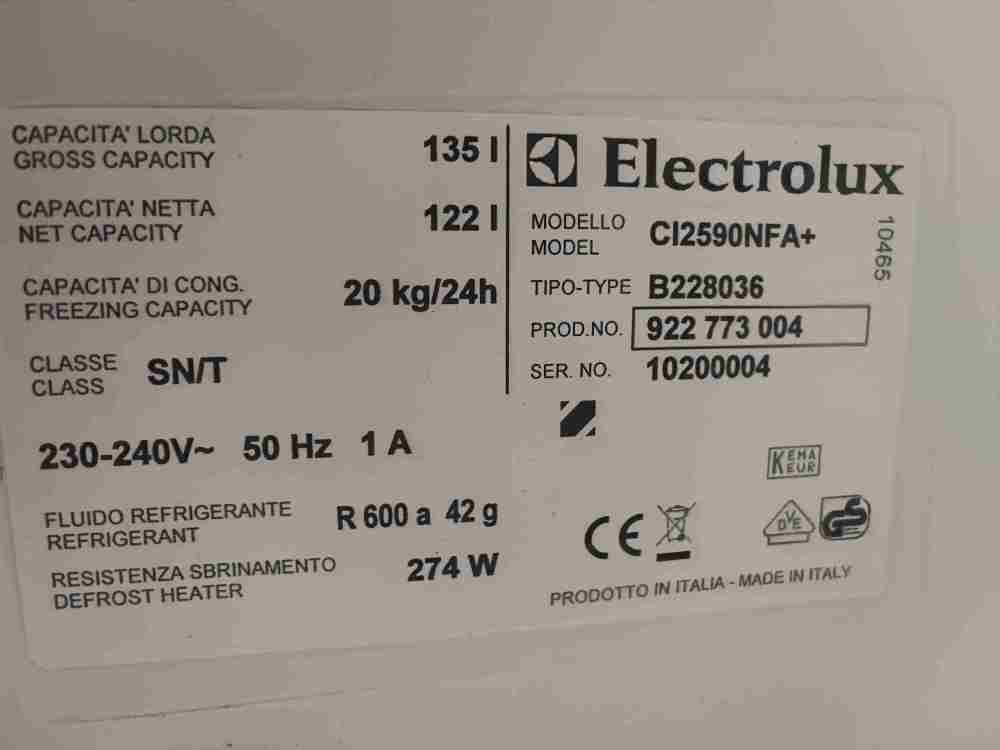 CAPACITA' LORDA
GROSS CAPACITY 135 l
CAPACITA' NETTA
NET CAPACITY 122 l
CAPACITA' DI CONG.
FREEZING CAPACITY 20 kg/24h
CLASSE
CLASS SN/T
230-240V~ 50 Hz 1 A
FLUIDO REFRIGERANTE
REFRIGERANT R 600 a 42 g
RESISTENZA SBRINAMENTO
DEFROST HEATER 274 W
Electrolux
MODELLO
MODEL CI2590NFA+
TIPO-TYPE B228036
PROD.NO. 922 773 004
SER. NO. 10200004
10465
KEMA
EUR
CE
DVE
GS
PRODOTTO IN ITALIA - MADE IN ITALY